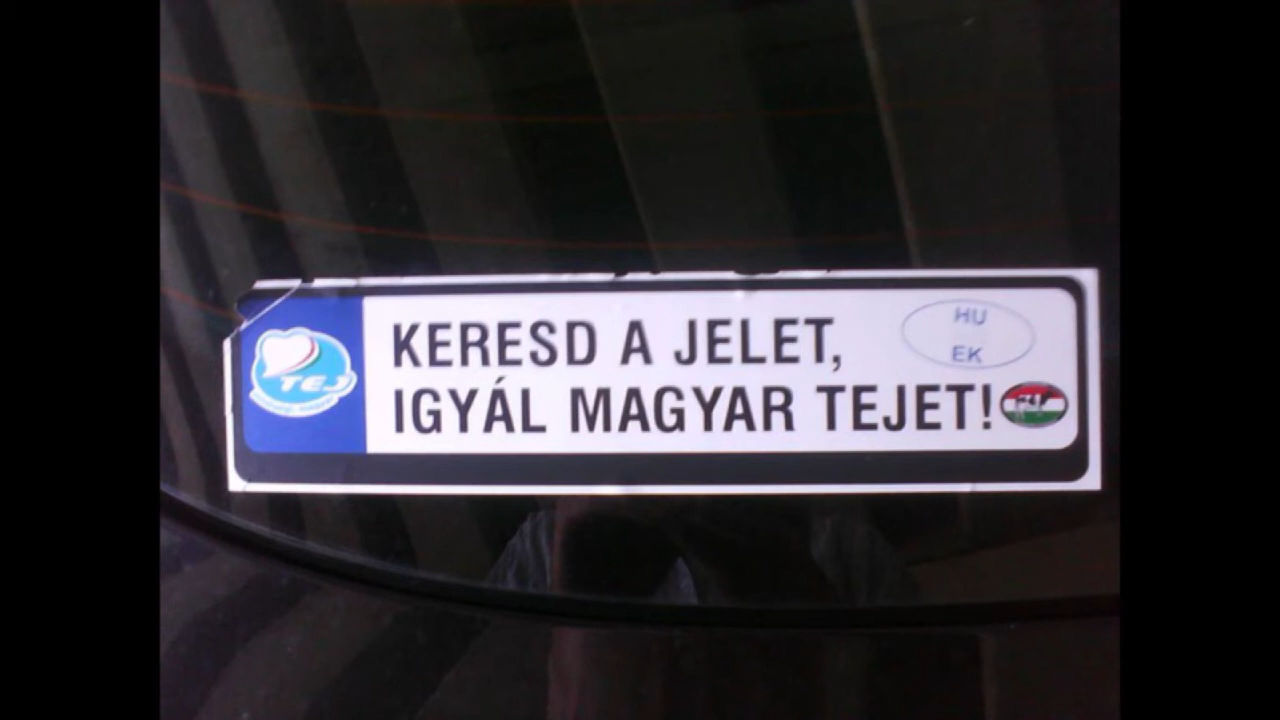 KERESD A JELET,
IGYÁL MAGYAR TEJET!
HU
EK
TEJ